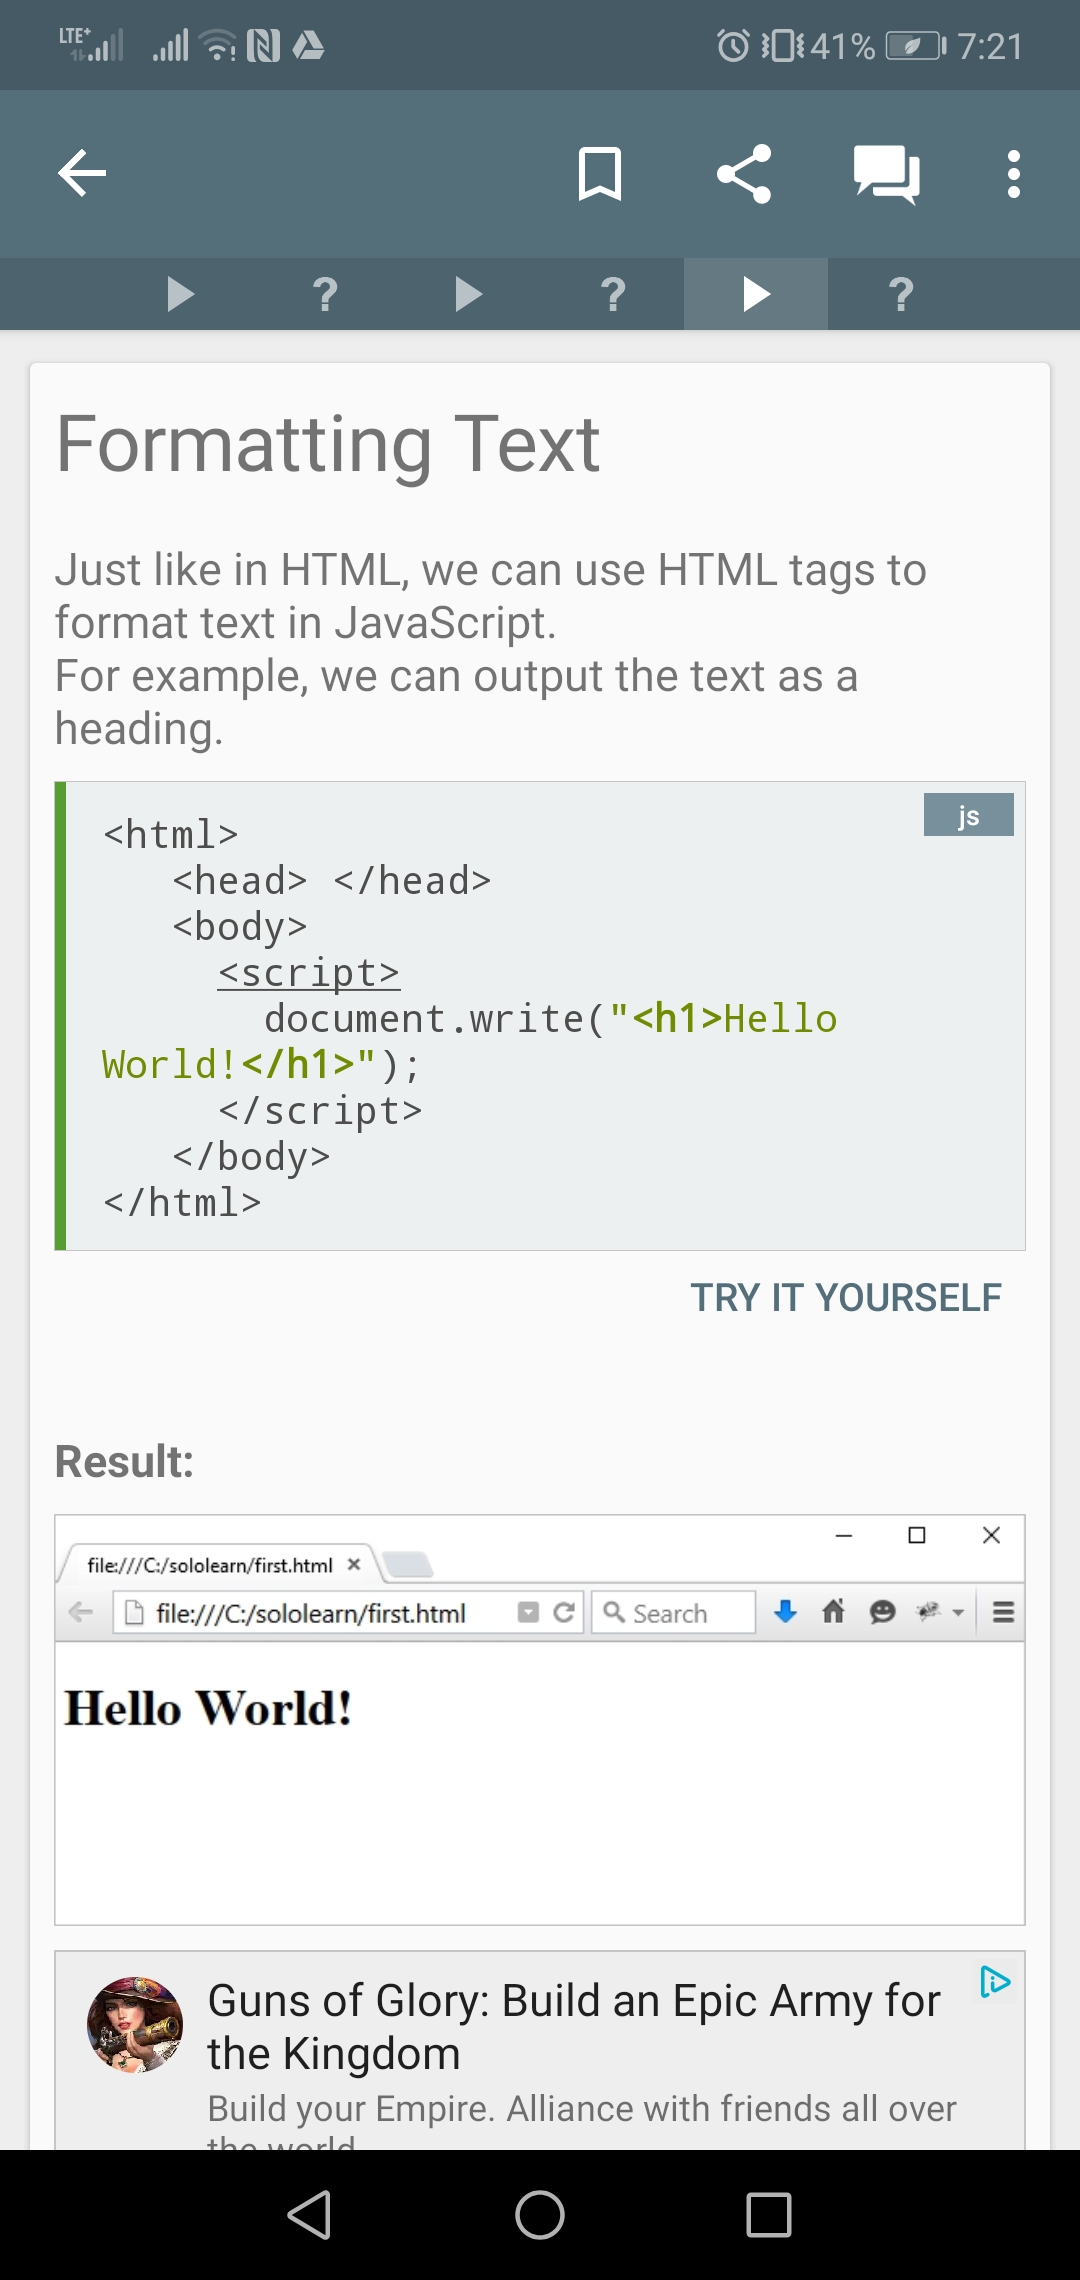 LTE+
41% 7:21
Formatting Text
Just like in HTML, we can use HTML tags to
format text in JavaScript.
For example, we can output the text as a
heading.
js
<html>
<head> </head>
<body>
<script>
document.write("<h1>Hello
World!</h1>");
</script>
</body>
</html>
TRY IT YOURSELF
Result:
file:///C:/sololearn/first.html
file:///C:/sololearn/first.html
Search
Hello World!
Guns of Glory: Build an Epic Army for
the Kingdom
Build your Empire. Alliance with friends all over
the world